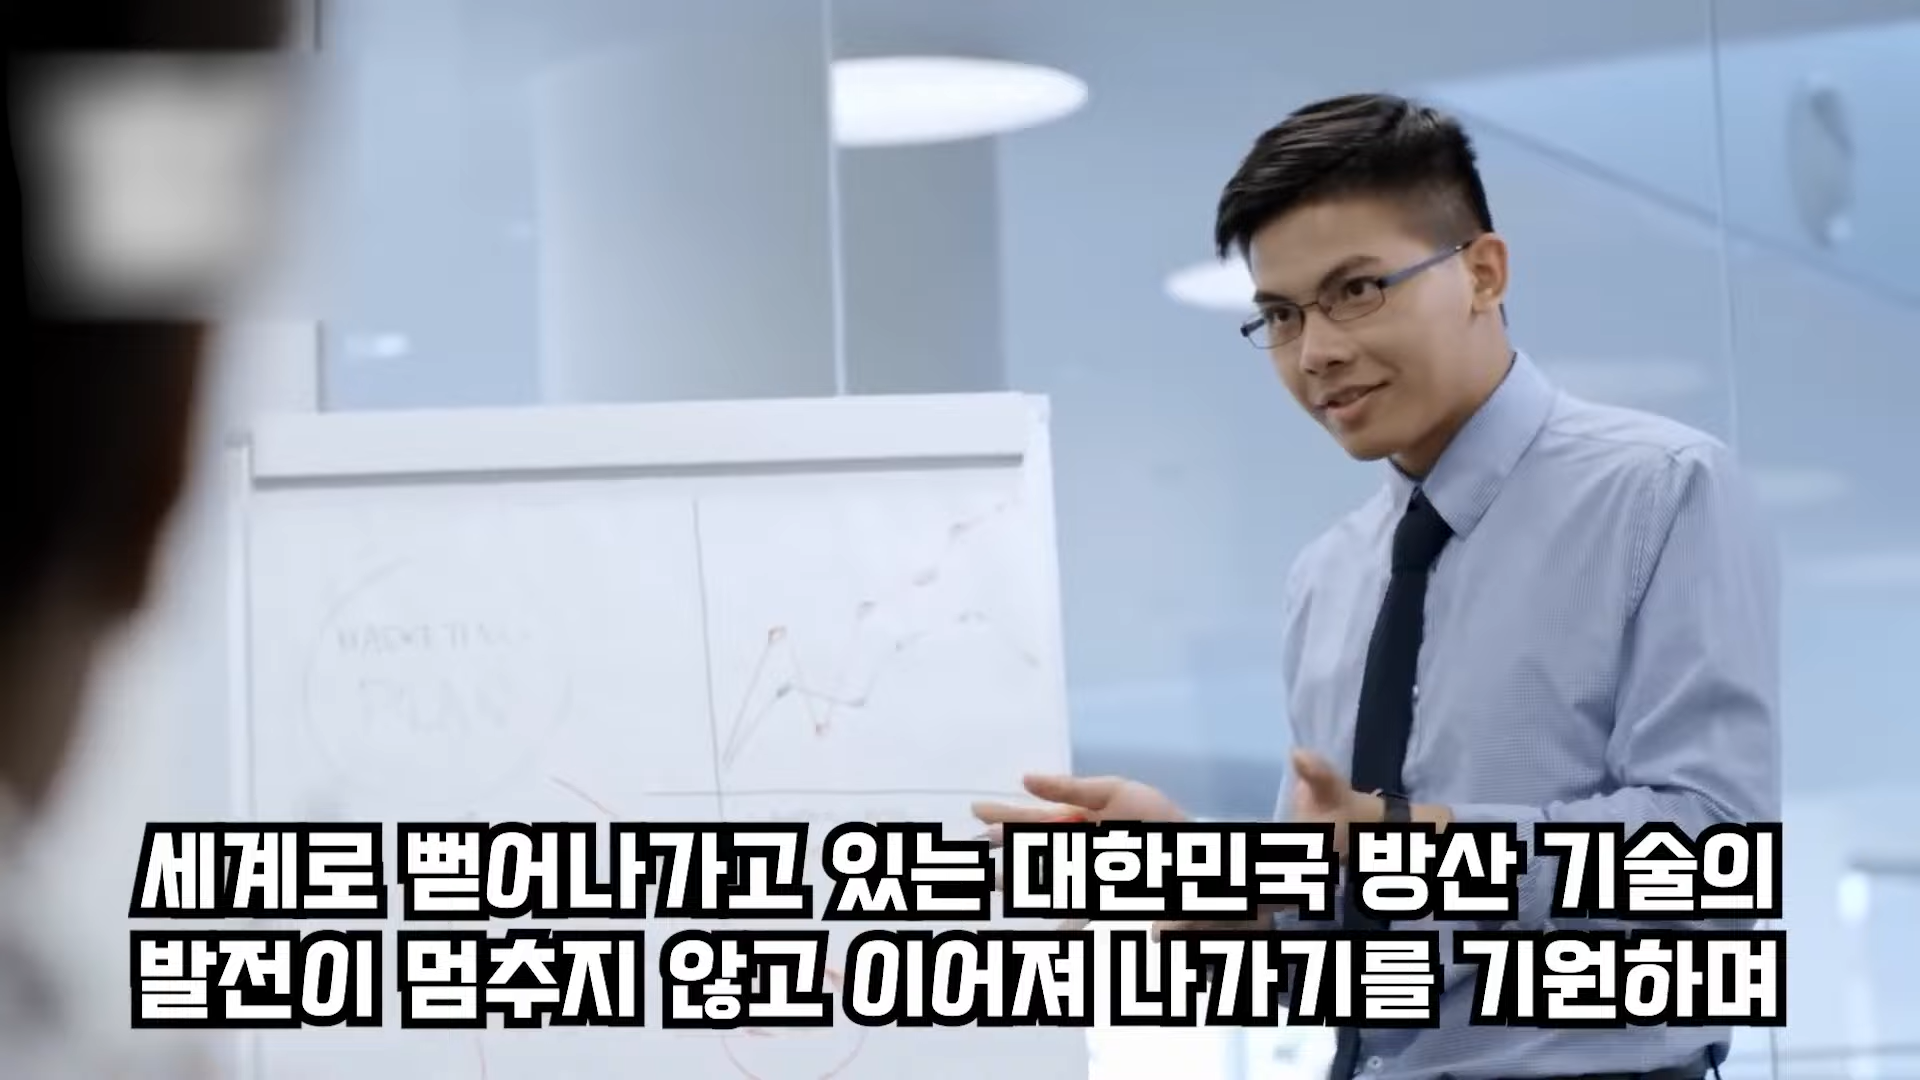 MARKETING
PLAN
세계로 뻗어나가고 있는 대한민국 방산 기술의
발전이 멈추지 않고 이어져 나가기를 기원하며